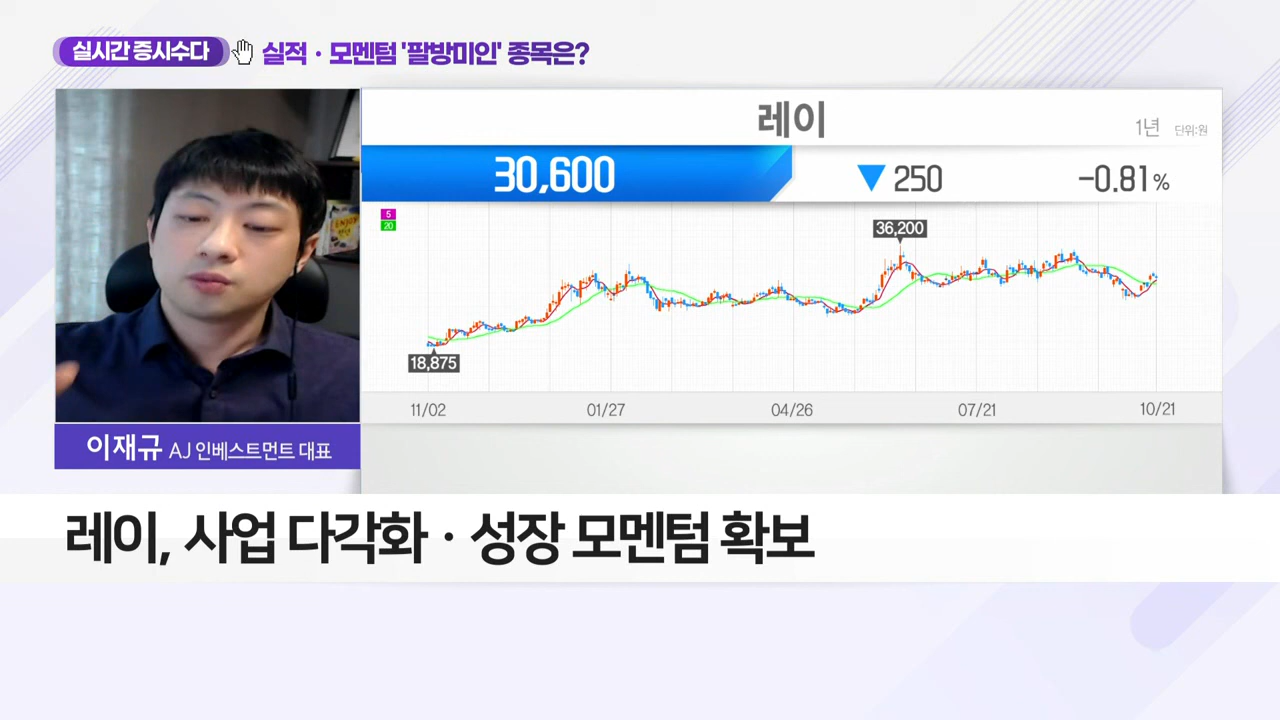 실시간 증시수다 실적·모멘텀 '팔방미인' 종목은?
레이
1년 단위:원
30,600 ▼250 -0.81%
5
20
36,200
18,875
11/02 01/27 04/26 07/21 10/21
ENJOY
이재규 AJ 인베스트먼트 대표
레이, 사업 다각화·성장 모멘텀 확보